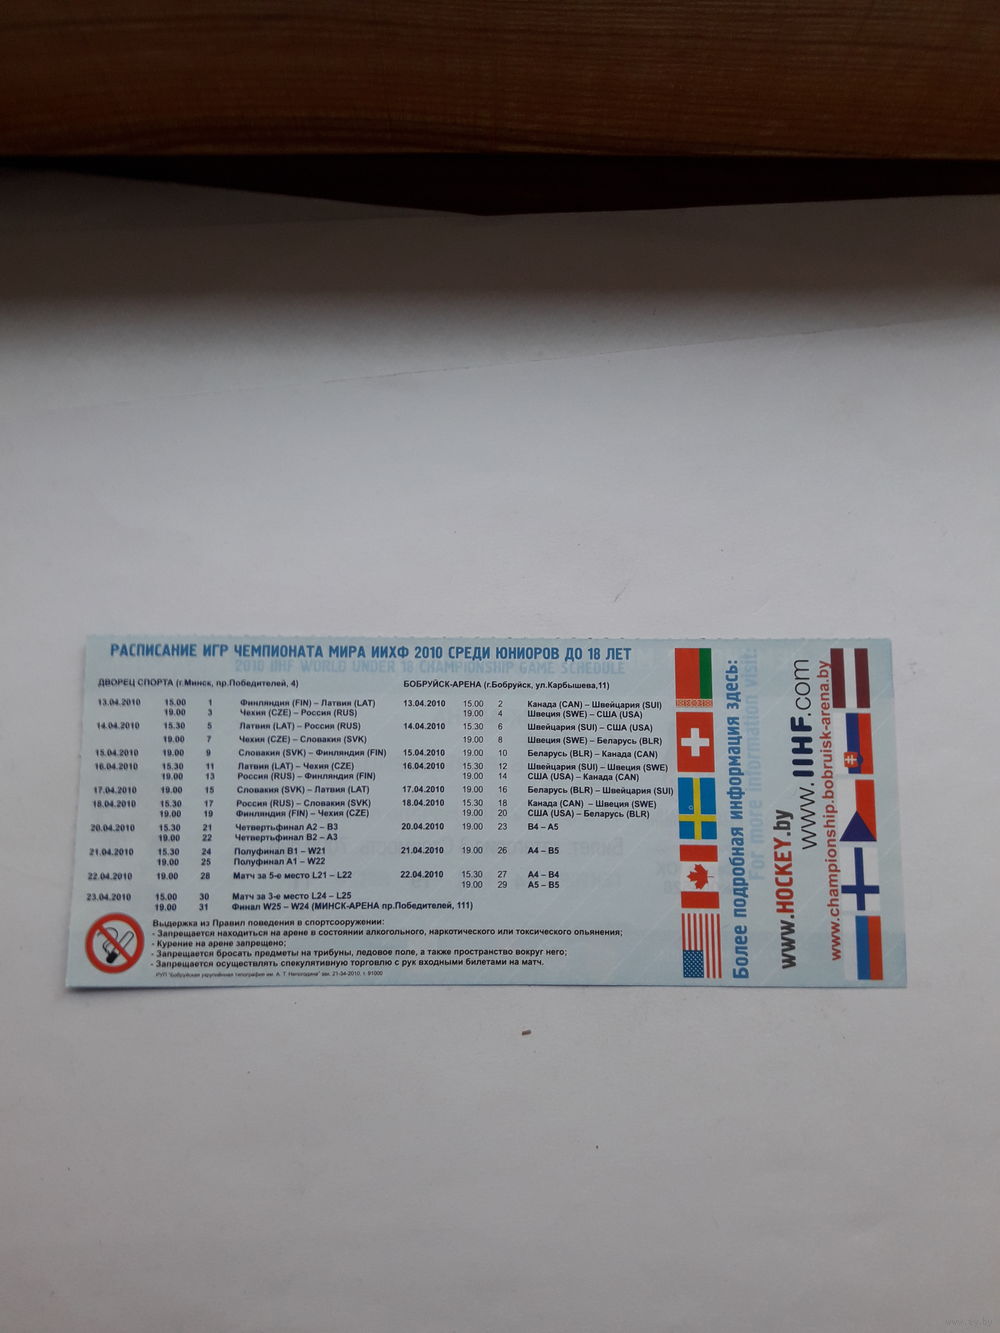 РАСПИСАНИЕ ИГР ЧЕМПИОНАТА МИРА ИИХФ 2010 СРЕДИ ЮНИОРОВ ДО 18 ЛЕТ
2010 IIHF WORLD UNDER 18 CHAMPIONSHIP GAME SCHEDULE
ДВОРЕЦ СПОРТА (г.Минск, пр.Победителей, 4)
13.04.2010 15.00 1 Финляндия (FIN) – Латвия (LAT)
19.00 3 Чехия (CZE) – Россия (RUS)
14.04.2010 15.30 5 Латвия (LAT) – Россия (RUS)
19.00 7 Чехия (CZE) – Словакия (SVK)
15.04.2010 19.00 9 Словакия (SVK) – Финляндия (FIN)
16.04.2010 15.30 11 Латвия (LAT) – Чехия (CZE)
19.00 13 Россия (RUS) – Финляндия (FIN)
17.04.2010 19.00 15 Словакия (SVK) – Латвия (LAT)
18.04.2010 15.30 17 Россия (RUS) – Словакия (SVK)
19.00 19 Финляндия (FIN) – Чехия (CZE)
20.04.2010 15.30 21 Четвертьфинал A2 – B3
19.00 22 Четвертьфинал B2 – A3
21.04.2010 15.30 24 Полуфинал B1 – W21
19.00 25 Полуфинал A1 – W22
22.04.2010 19.00 28 Матч за 5-е место L21 – L22
23.04.2010 15.00 30 Матч за 3-е место L24 – L25
19.00 31 Финал W25 – W24 (МИНСК-АРЕНА пр.Победителей, 111)
БОБРУЙСК-АРЕНА (г.Бобруйск, ул.Карбышева,11)
13.04.2010 15.00 2 Канада (CAN) – Швейцария (SUI)
19.00 4 Швеция (SWE) – США (USA)
14.04.2010 15.30 6 Швейцария (SUI) – США (USA)
19.00 8 Швеция (SWE) – Беларусь (BLR)
15.04.2010 19.00 10 Беларусь (BLR) – Канада (CAN)
16.04.2010 15.30 12 Швейцария (SUI) – Швеция (SWE)
19.00 14 США (USA) – Канада (CAN)
17.04.2010 19.00 16 Беларусь (BLR) – Швейцария (SUI)
18.04.2010 15.30 18 Канада (CAN) – Швеция (SWE)
19.00 20 США (USA) – Беларусь (BLR)
20.04.2010 19.00 23 B4 – A5
21.04.2010 19.00 26 A4 – B5
22.04.2010 15.30 27 A4 – B4
19.00 29 A5 – B5
Выдержка из Правил поведения в спортсооружении:
- Запрещается находиться на арене в состоянии алкогольного, наркотического или токсического опьянения;
- Курение на арене запрещено;
- Запрещается бросать предметы на трибуны, ледовое поле, а также пространство вокруг него;
- Запрещается осуществлять спекулятивную торговлю с рук входными билетами на матч.
РУП "Бобруйская укрупнённая типография им. А. Т. Непогодина" зак. 21-04-2010, т. 91000
Более подробная информация здесь:
For more information visit:
www.HOCKEY.by
www.IIHF.com
www.championship.bobruisk-arena.by